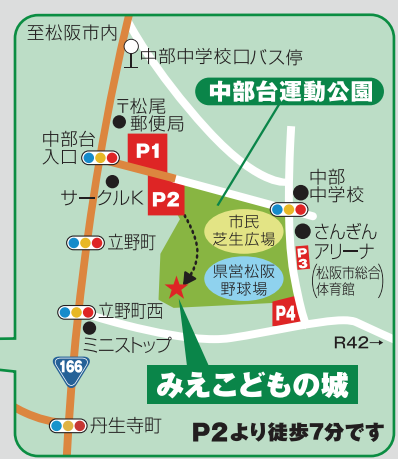 至松阪市内
中部中学校口バス停
中部台運動公園
〒松尾
郵便局
中部台
入口
P1
サークルK
P2
中部
中学校
市民
芝生広場
さんぎん
アリーナ
(松阪市総合
体育館)
P3
立野町
県営松阪
野球場
立野町西
P4
ミニストップ
R42→
166
みえこどもの城
丹生寺町
P2より徒歩7分です